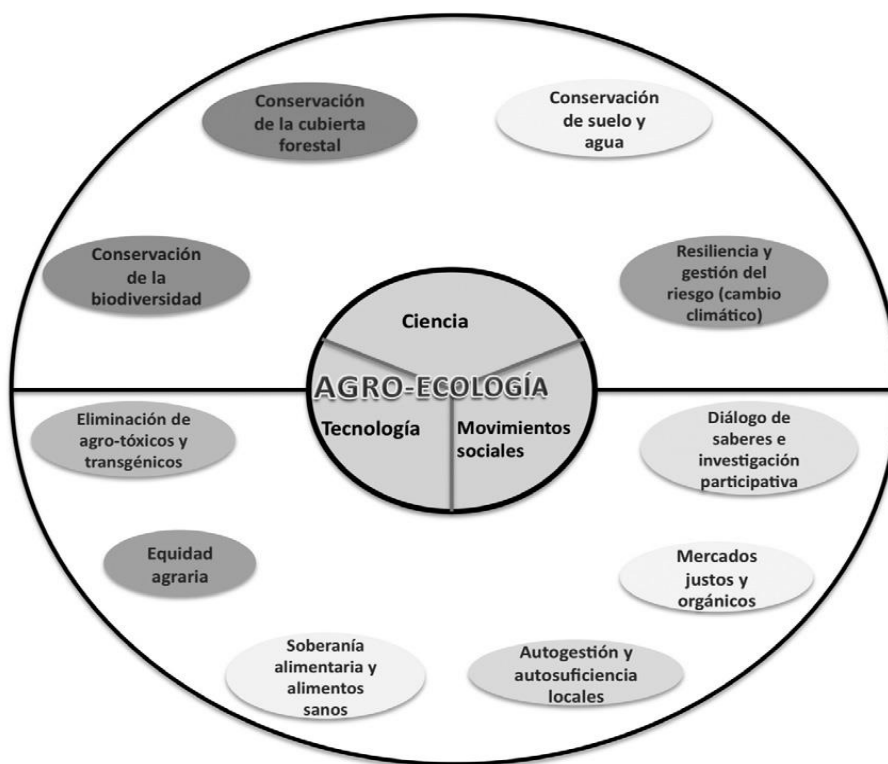 Conservación
de la cubierta
forestal
Conservación
de suelo y
agua
Conservación
de la
biodiversidad
Resiliencia y
gestión del
riesgo (cambio
climático)
Ciencia
AGRO-ECOLOGÍA
Tecnología
Movimientos
sociales
Eliminación de
agro-tóxicos y
transgénicos
Diálogo de
saberes e
investigación
participativa
Equidad
agraria
Mercados
justos y
orgánicos
Soberanía
alimentaria y
alimentos
sanos
Autogestión y
autosuficiencia
locales